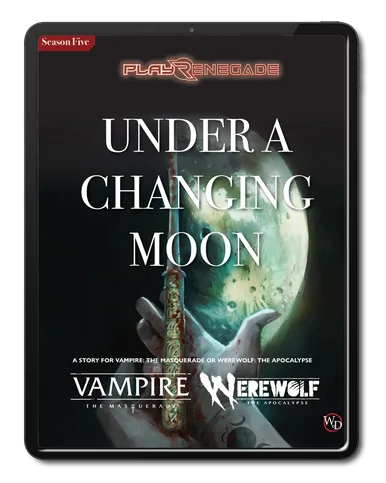 SEASON FIVE
PLAYRENEGADE
UNDER A
CHANGING
MOON
A STORY FOR VAMPIRE: THE MASQUERADE OR WEREWOLF: THE APOCALYPSE
VAMPIRE
THE MASQUERADE
WEREWOLF
THE APOCALYPSE
WD